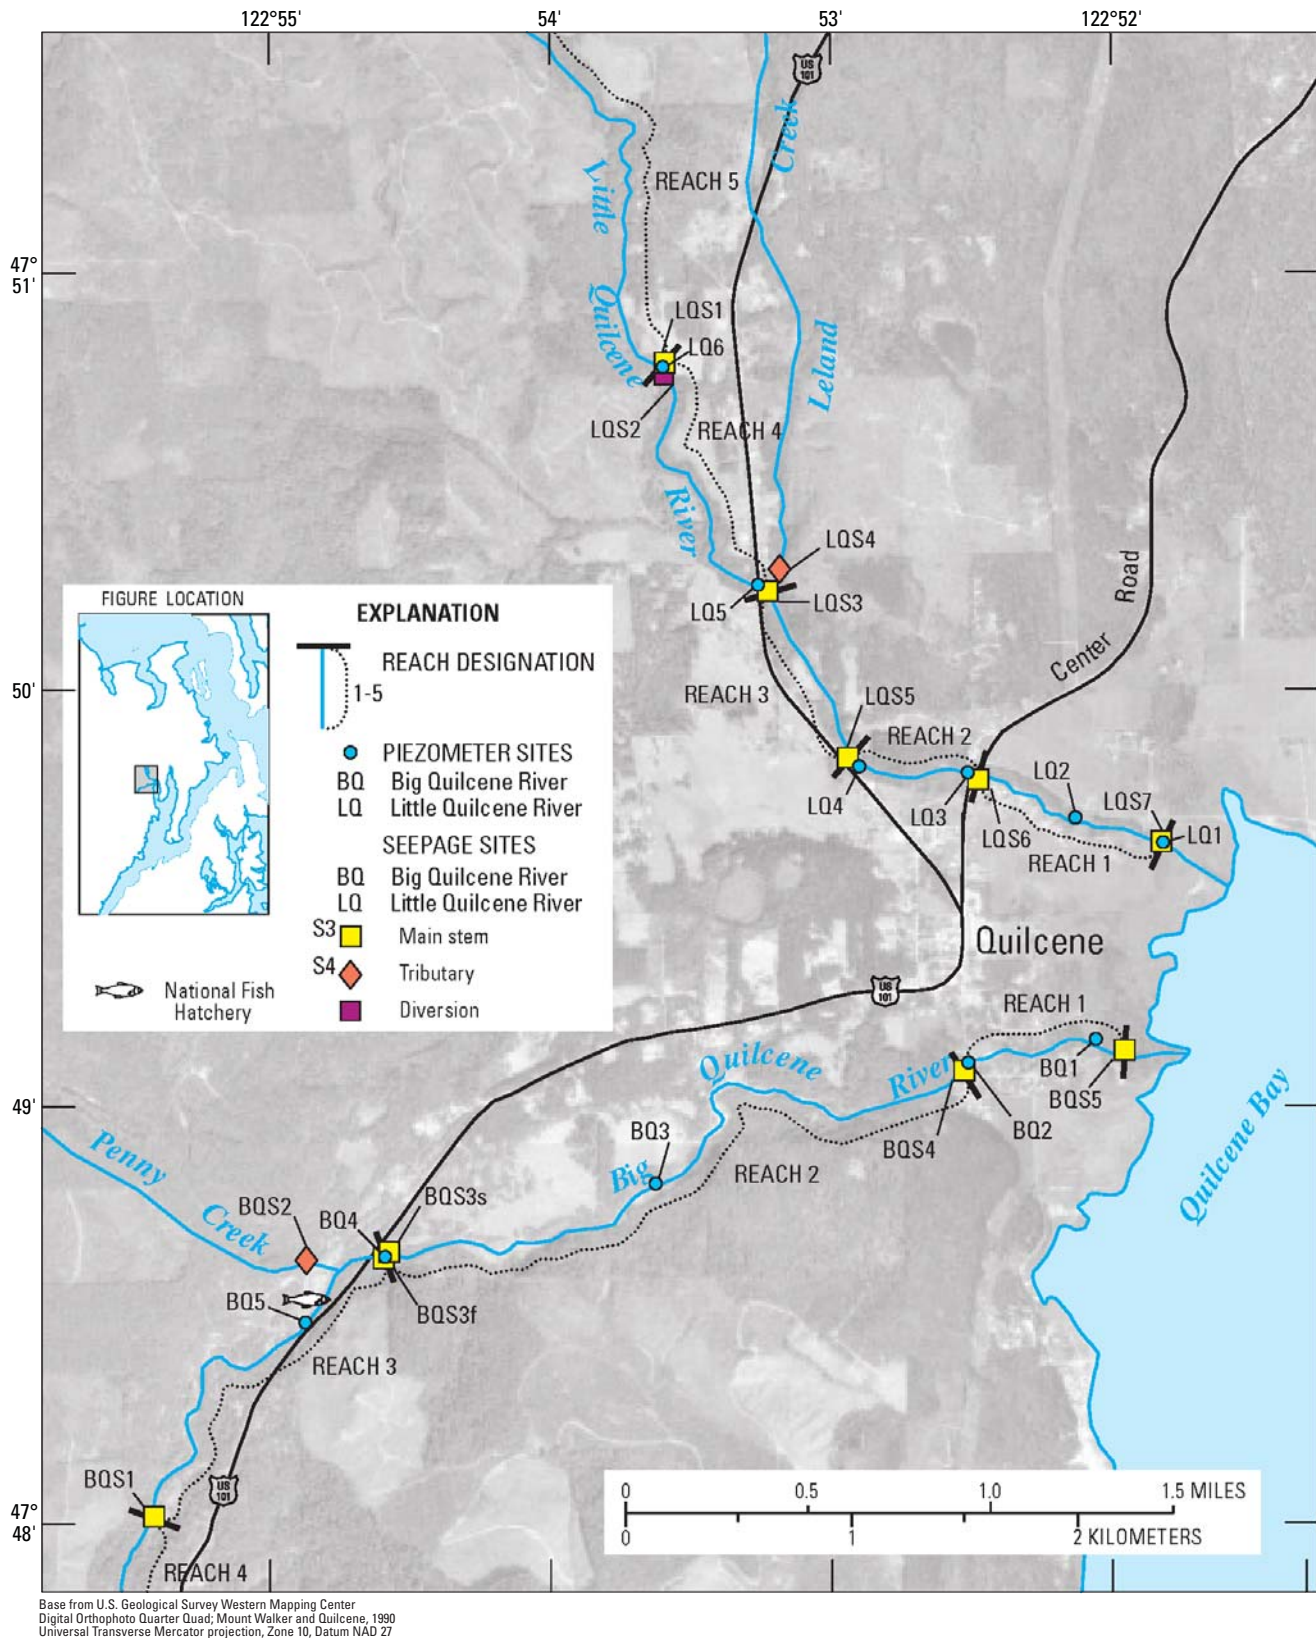 122°55'
54'
53'
122°52'
US
101
Creek
Little
REACH 5
47°
51'
Quilcene
LQS1
LQ6
Leland
LQS2
REACH 4
River
LQS4
LQ5
LQS3
Road
Center
50'
REACH 3
LQS5
REACH 2
LQ4
LQ3
LQ2
LQS7
LQS6
LQ1
REACH 1
FIGURE LOCATION
EXPLANATION
REACH DESIGNATION
1-5
PIEZOMETER SITES
BQ Big Quilcene River
LQ Little Quilcene River
SEEPAGE SITES
BQ Big Quilcene River
LQ Little Quilcene River
S3 Main stem
S4 Tributary
Diversion
National Fish
Hatchery
Quilcene
US
101
REACH 1
Quilcene
River
BQ1
BQS5
49'
Penny
Creek
BQ3
BQS4
BQ2
Big
REACH 2
Quilcene Bay
BQS2
BQ4
BQS3s
BQ5
BQS3f
REACH 3
BQS1
US
101
47°
48'
REACH 4
0 0.5 1.0 1.5 MILES
0 1 2 KILOMETERS
Base from U.S. Geological Survey Western Mapping Center
Digital Orthophoto Quarter Quad; Mount Walker and Quilcene, 1990
Universal Transverse Mercator projection, Zone 10, Datum NAD 27